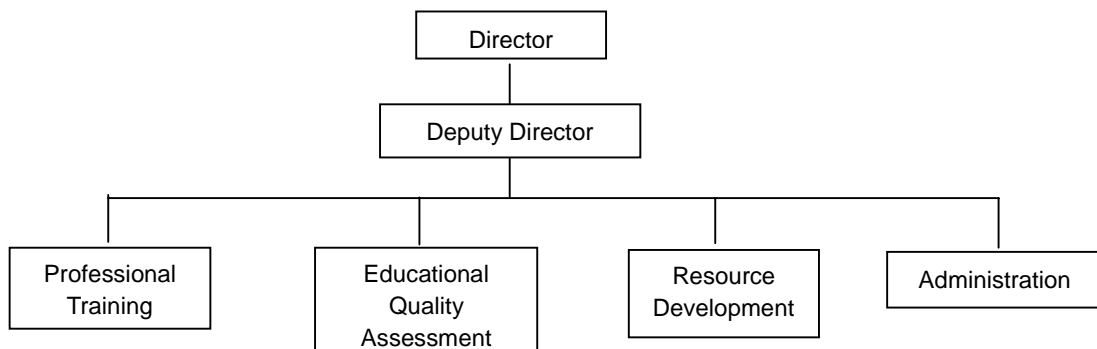 Director
Deputy Director
Professional
Training
Educational
Quality
Assessment
Resource
Development
Administration